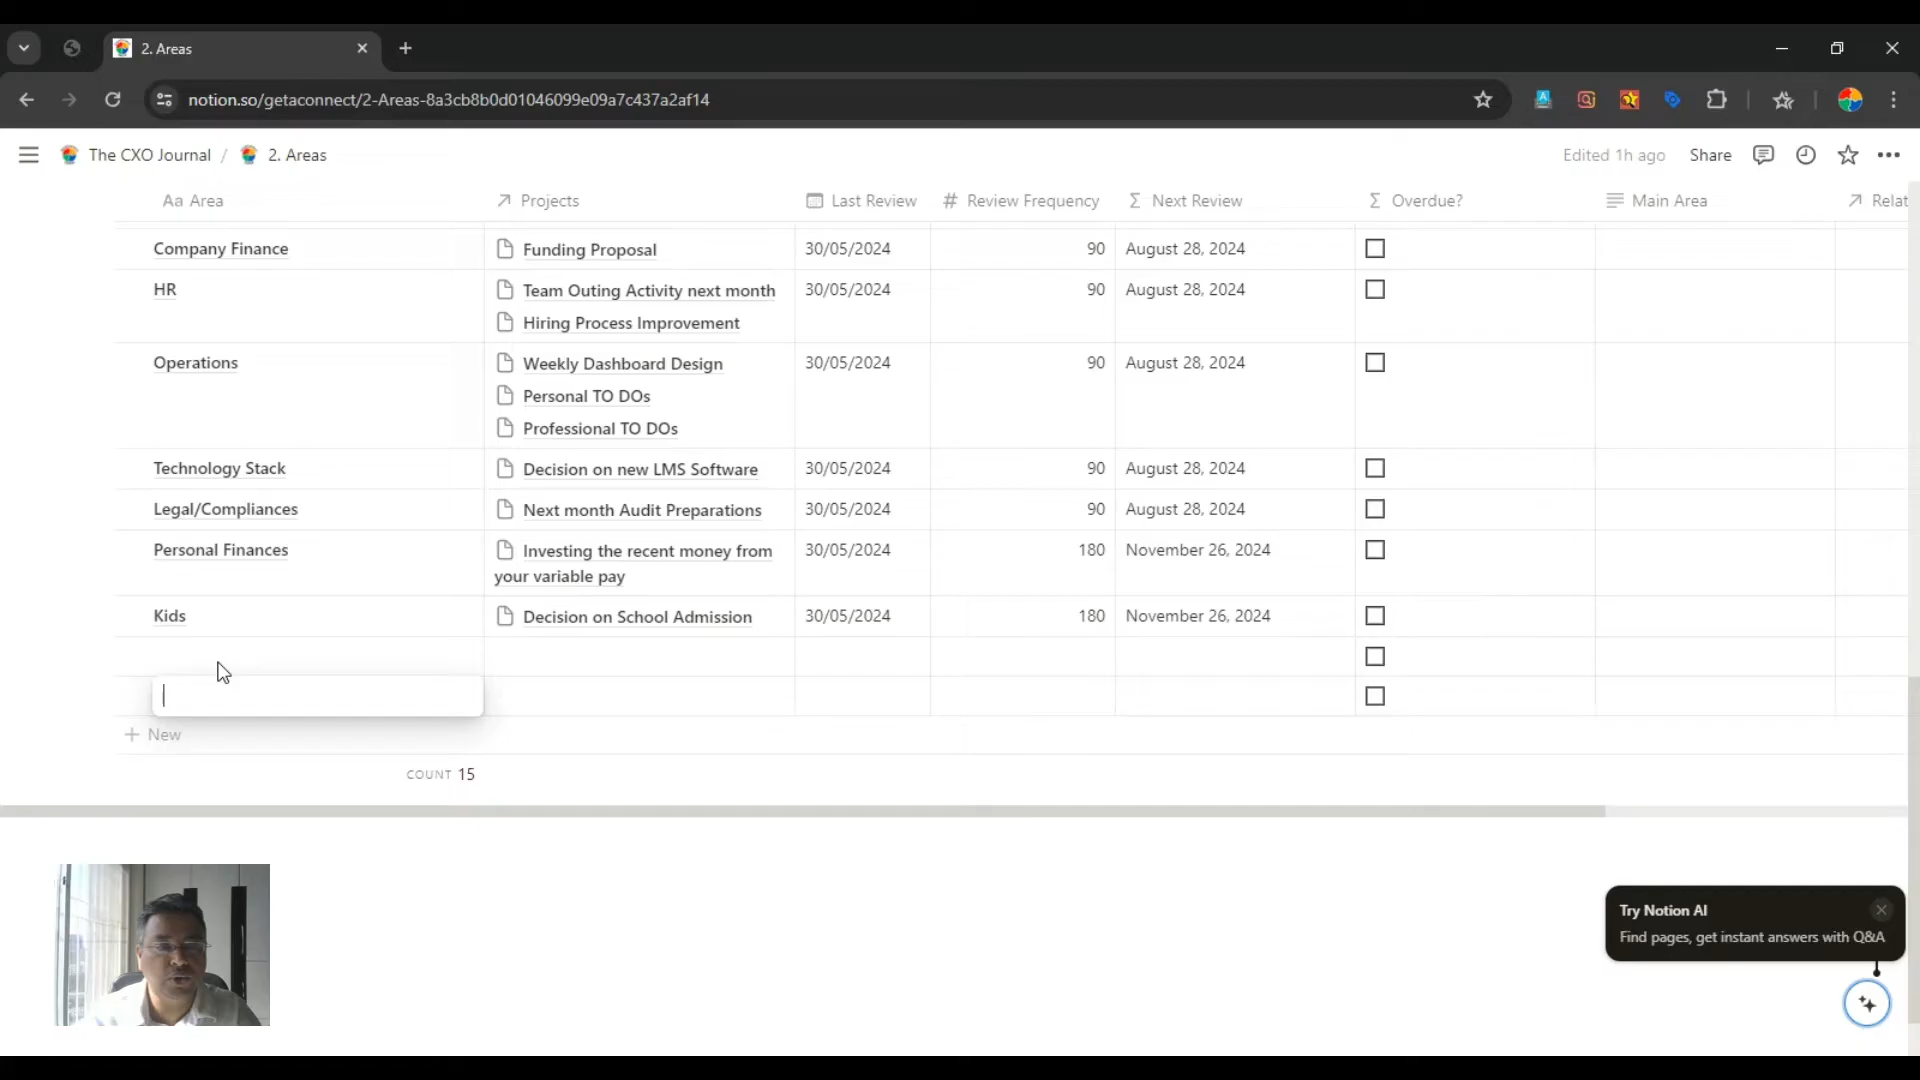 2. Areas
notion.so/getaconnect/2-Areas-8a3cb8b0d01046099e09a7c437a2af14
The CXO Journal / 2. Areas
Edited 1h ago Share
Aa Area Projects Last Review # Review Frequency Σ Next Review Σ Overdue? Main Area Relat
Company Finance Funding Proposal 30/05/2024 90 August 28, 2024
HR Team Outing Activity next month 30/05/2024 90 August 28, 2024
Hiring Process Improvement
Operations Weekly Dashboard Design 30/05/2024 90 August 28, 2024
Personal TO DOs
Professional TO DOs
Technology Stack Decision on new LMS Software 30/05/2024 90 August 28, 2024
Legal/Compliances Next month Audit Preparations 30/05/2024 90 August 28, 2024
Personal Finances Investing the recent money from 30/05/2024 180 November 26, 2024
your variable pay
Kids Decision on School Admission 30/05/2024 180 November 26, 2024
+ New
COUNT 15
Try Notion AI
Find pages, get instant answers with Q&A